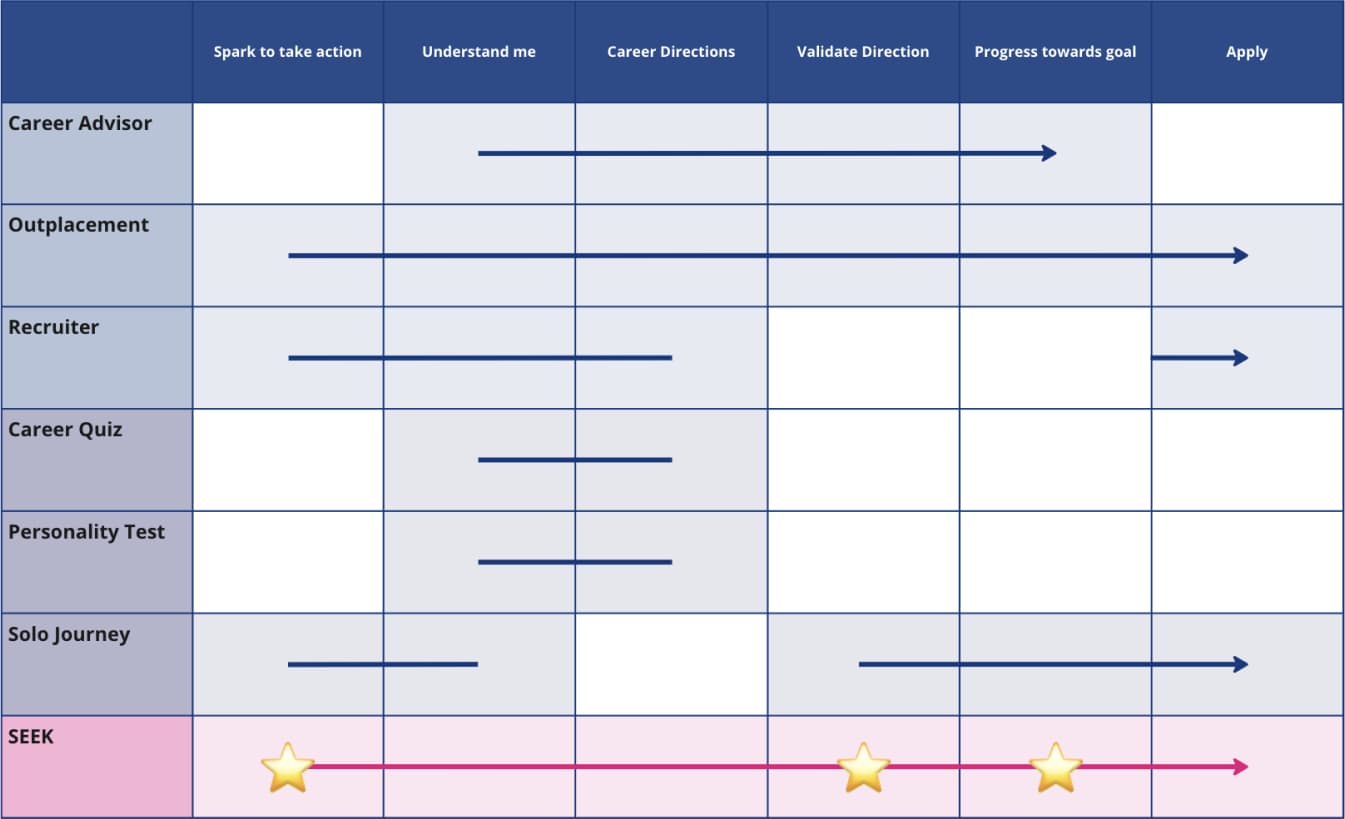 Spark to take action
Understand me
Career Directions
Validate Direction
Progress towards goal
Apply
Career Advisor
Outplacement
Recruiter
Career Quiz
Personality Test
Solo Journey
SEEK